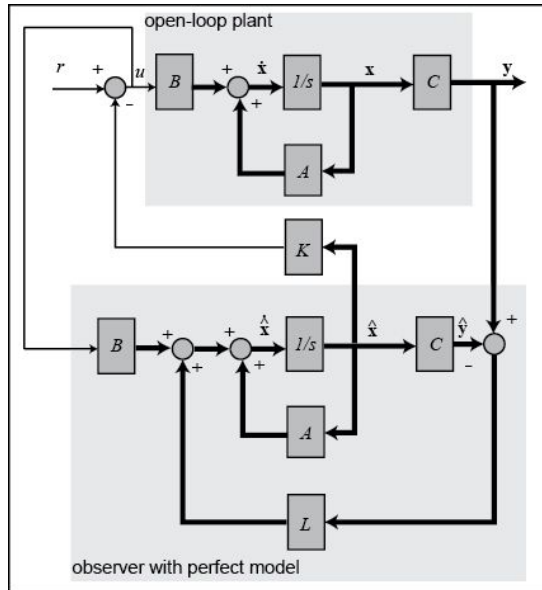 open-loop plant
r + - u B + + ẋ 1/s x C y
A
K
B + + + + x̂̇ 1/s x̂ C ŷ + -
A
L
observer with perfect model